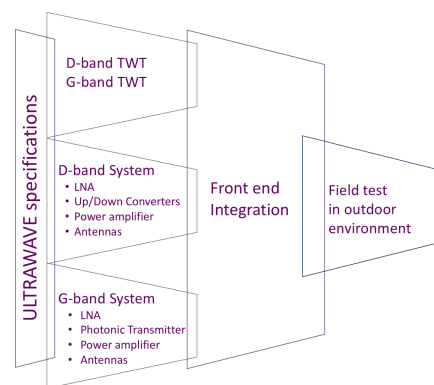 ULTRAWAVE specifications
D-band TWT
G-band TWT
D-band System
• LNA
• Up/Down Converters
• Power amplifier
• Antennas
G-band System
• LNA
• Photonic Transmitter
• Power amplifier
• Antennas
Front end
Integration
Field test
in outdoor
environment